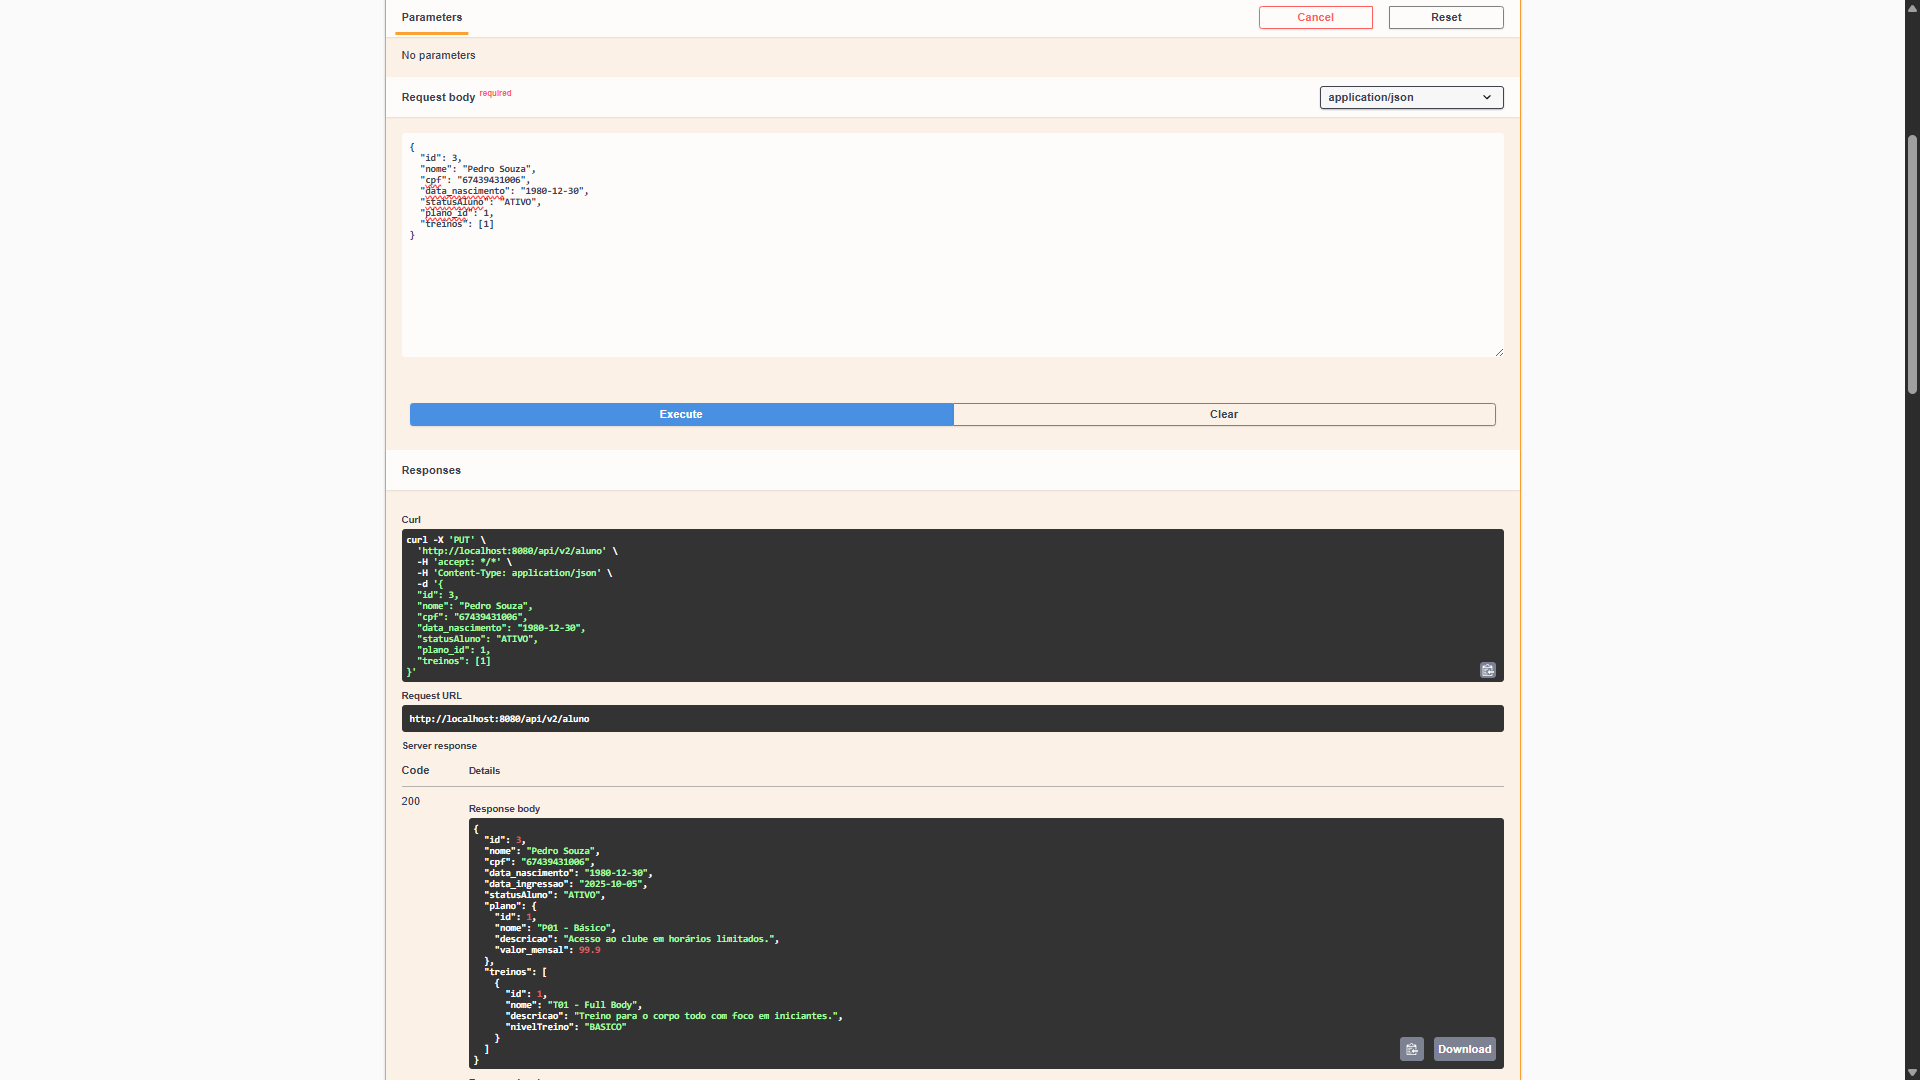 Parameters
Cancel
Reset
No parameters
Request body required
application/json
{
  "id": 3,
  "nome": "Pedro Souza",
  "cpf": "67439431006",
  "data_nascimento": "1980-12-30",
  "statusAluno": "ATIVO",
  "plano_id": 1,
  "treinos": [1]
}
Execute
Clear
Responses
Curl
curl -X 'PUT' \
  'http://localhost:8080/api/v2/aluno' \
  -H 'accept: */*' \
  -H 'Content-Type: application/json' \
  -d '{
  "id": 3,
  "nome": "Pedro Souza",
  "cpf": "67439431006",
  "data_nascimento": "1980-12-30",
  "statusAluno": "ATIVO",
  "plano_id": 1,
  "treinos": [1]
}'
Request URL
http://localhost:8080/api/v2/aluno
Server response
Code
Details
200
Response body
{
  "id": 3,
  "nome": "Pedro Souza",
  "cpf": "67439431006",
  "data_nascimento": "1980-12-30",
  "data_ingressao": "2025-10-05",
  "statusAluno": "ATIVO",
  "plano": {
    "id": 1,
    "nome": "P01 - Básico",
    "descricao": "Acesso ao clube em horários limitados.",
    "valor_mensal": 99.9
  },
  "treinos": [
    {
      "id": 1,
      "nome": "T01 - Full Body",
      "descricao": "Treino para o corpo todo com foco em iniciantes.",
      "nivelTreino": "BASICO"
    }
  ]
}
Download